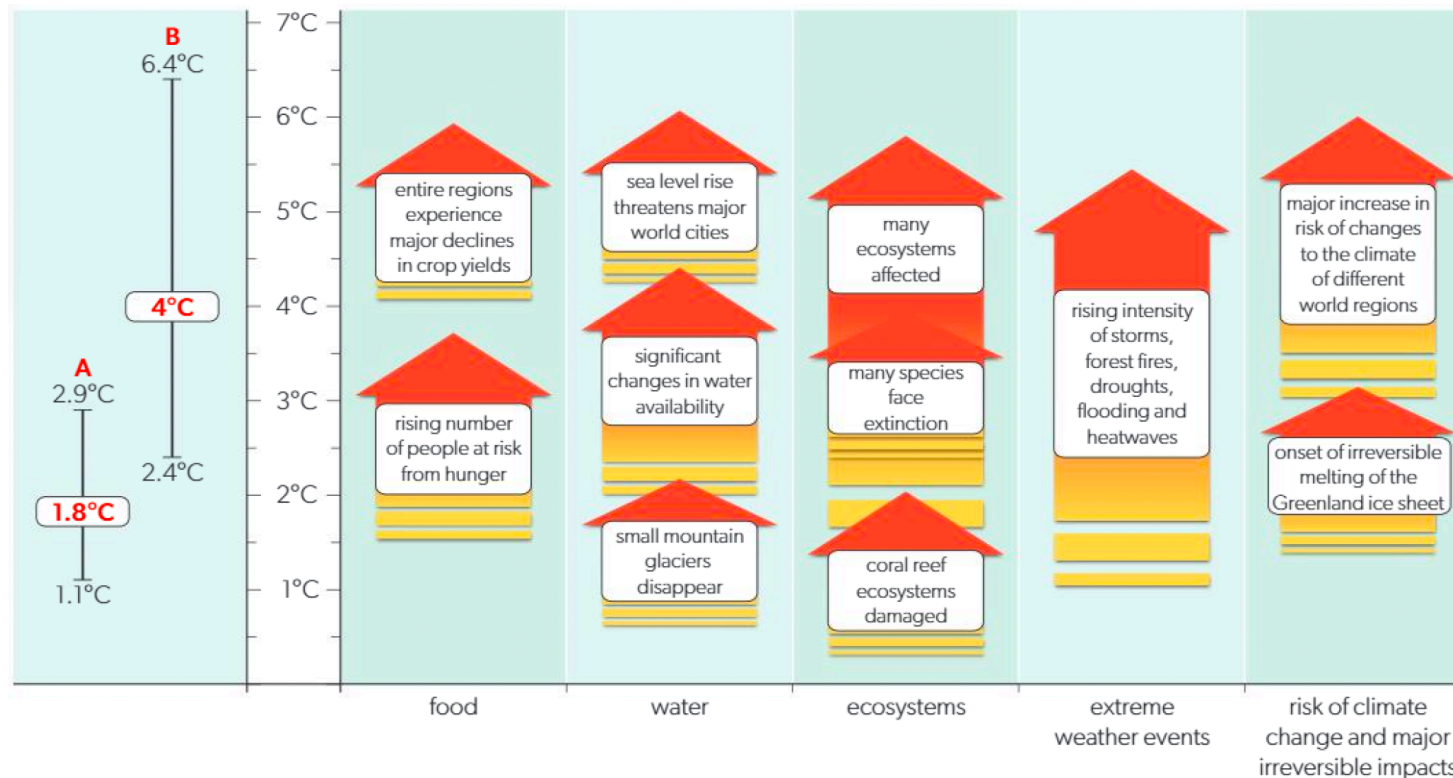 B
6.4°C
4°C
2.4°C
A
2.9°C
1.8°C
1.1°C
7°C
6°C
5°C
4°C
3°C
2°C
1°C
entire regions
experience
major declines
in crop yields
rising number
of people at risk
from hunger
food
sea level rise
threatens major
world cities
significant
changes in water
availability
small mountain
glaciers
disappear
water
many
ecosystems
affected
many species
face
extinction
coral reef
ecosystems
damaged
ecosystems
rising intensity
of storms,
forest fires,
droughts,
flooding and
heatwaves
extreme
weather events
major increase in
risk of changes
to the climate
of different
world regions
onset of irreversible
melting of the
Greenland ice sheet
risk of climate
change and major
irreversible impacts